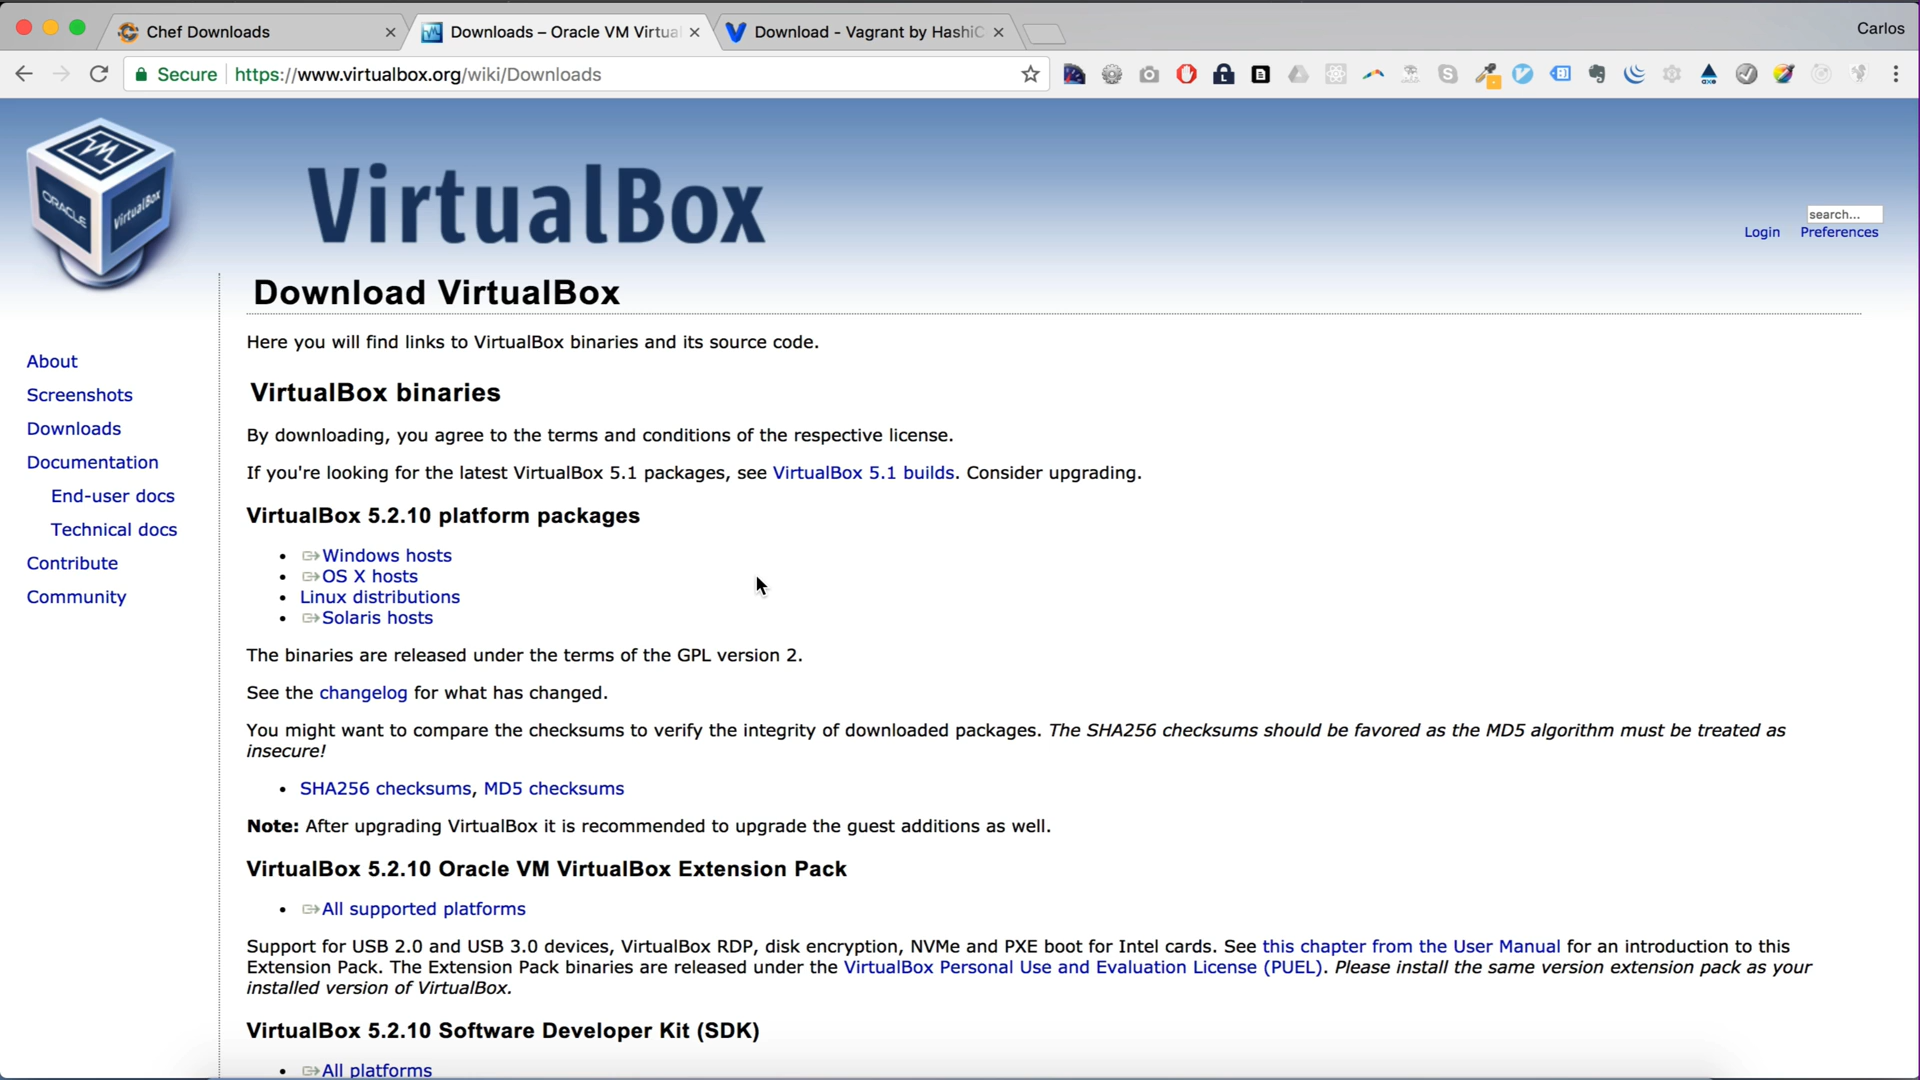 Chef Downloads
Downloads – Oracle VM Virtual
Download - Vagrant by HashiC
Carlos
Secure
https://www.virtualbox.org/wiki/Downloads
ORACLE
VirtualBox
VirtualBox
search...
Login
Preferences
Download VirtualBox
Here you will find links to VirtualBox binaries and its source code.
About
VirtualBox binaries
Screenshots
Downloads
By downloading, you agree to the terms and conditions of the respective license.
Documentation
If you're looking for the latest VirtualBox 5.1 packages, see VirtualBox 5.1 builds. Consider upgrading.
End-user docs
VirtualBox 5.2.10 platform packages
Technical docs
Windows hosts
Contribute
OS X hosts
Community
Linux distributions
Solaris hosts
The binaries are released under the terms of the GPL version 2.
See the changelog for what has changed.
You might want to compare the checksums to verify the integrity of downloaded packages. The SHA256 checksums should be favored as the MD5 algorithm must be treated as
insecure!
SHA256 checksums, MD5 checksums
Note: After upgrading VirtualBox it is recommended to upgrade the guest additions as well.
VirtualBox 5.2.10 Oracle VM VirtualBox Extension Pack
All supported platforms
Support for USB 2.0 and USB 3.0 devices, VirtualBox RDP, disk encryption, NVMe and PXE boot for Intel cards. See this chapter from the User Manual for an introduction to this
Extension Pack. The Extension Pack binaries are released under the VirtualBox Personal Use and Evaluation License (PUEL). Please install the same version extension pack as your
installed version of VirtualBox.
VirtualBox 5.2.10 Software Developer Kit (SDK)
All platforms